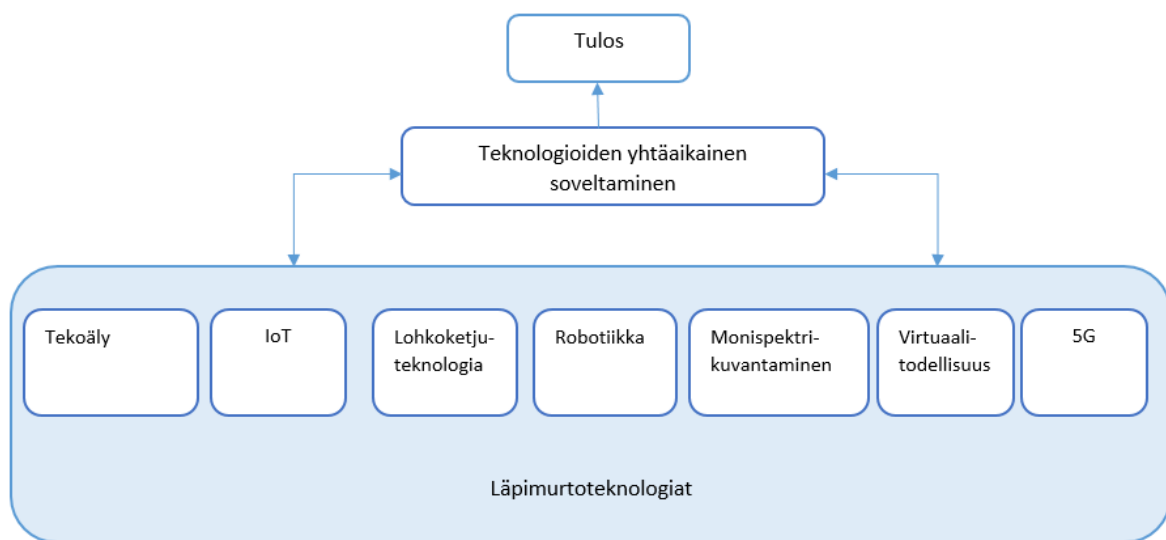 Tulos
Teknologioiden yhtäaikainen
soveltaminen
Tekoäly
IoT
Lohkoketju-
teknologia
Robotiikka
Monispektri-
kuvantaminen
Virtuaali-
todellisuus
5G
Läpimurtoteknologiat